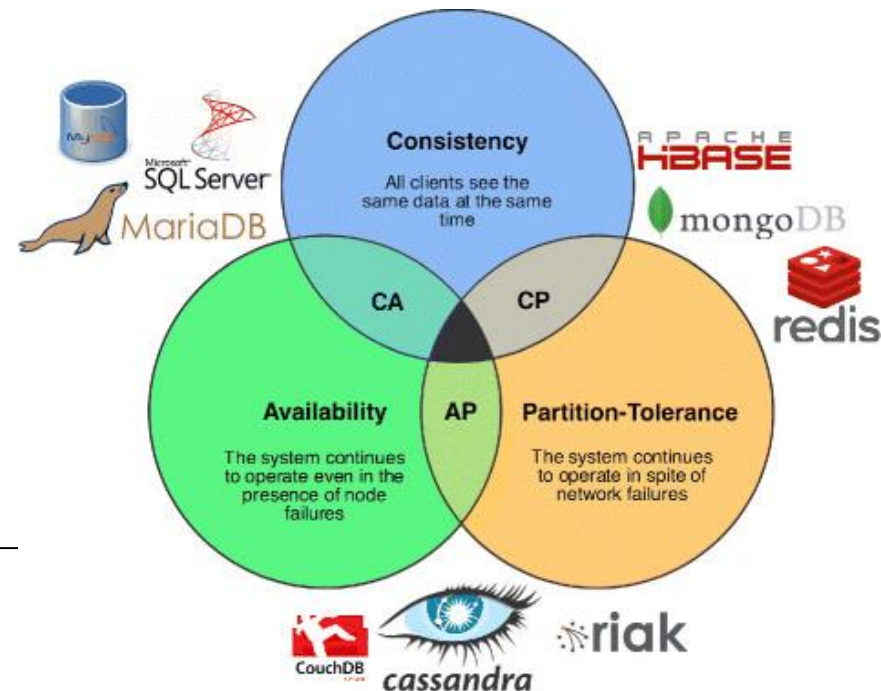 Consistency
All clients see the
same data at the same
time
Microsoft®
SQL Server
MariaDB
APACHE
HBASE
mongoDB
redis
CA
CP
Availability
AP
Partition-Tolerance
The system continues
to operate even in the
presence of node
failures
The system continues
to operate in spite of
network failures
CouchDB
cassandra
riak